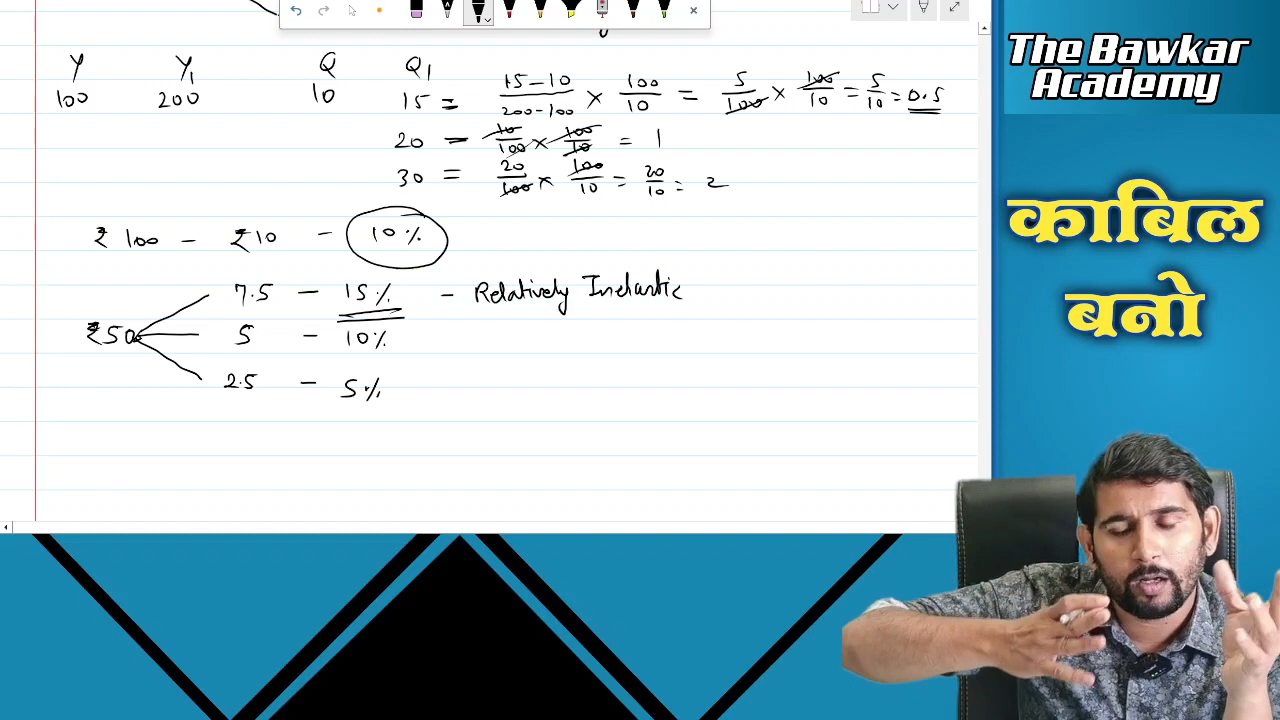 The Bawkar
Academy
काबिल
बनो
Y Y1 Q Q1
100 200 10 15 = 15-10/200-100 × 100/10 = 5/100 × 100/10 = 5/10 = 0.5
20 = 10/100 × 100/10 = 1
30 = 20/100 × 100/10 = 20/10 = 2
₹ 100 - ₹10 - 10%
7.5 - 15% - Relatively Inelastic
₹50 5 - 10%
2.5 - 5%